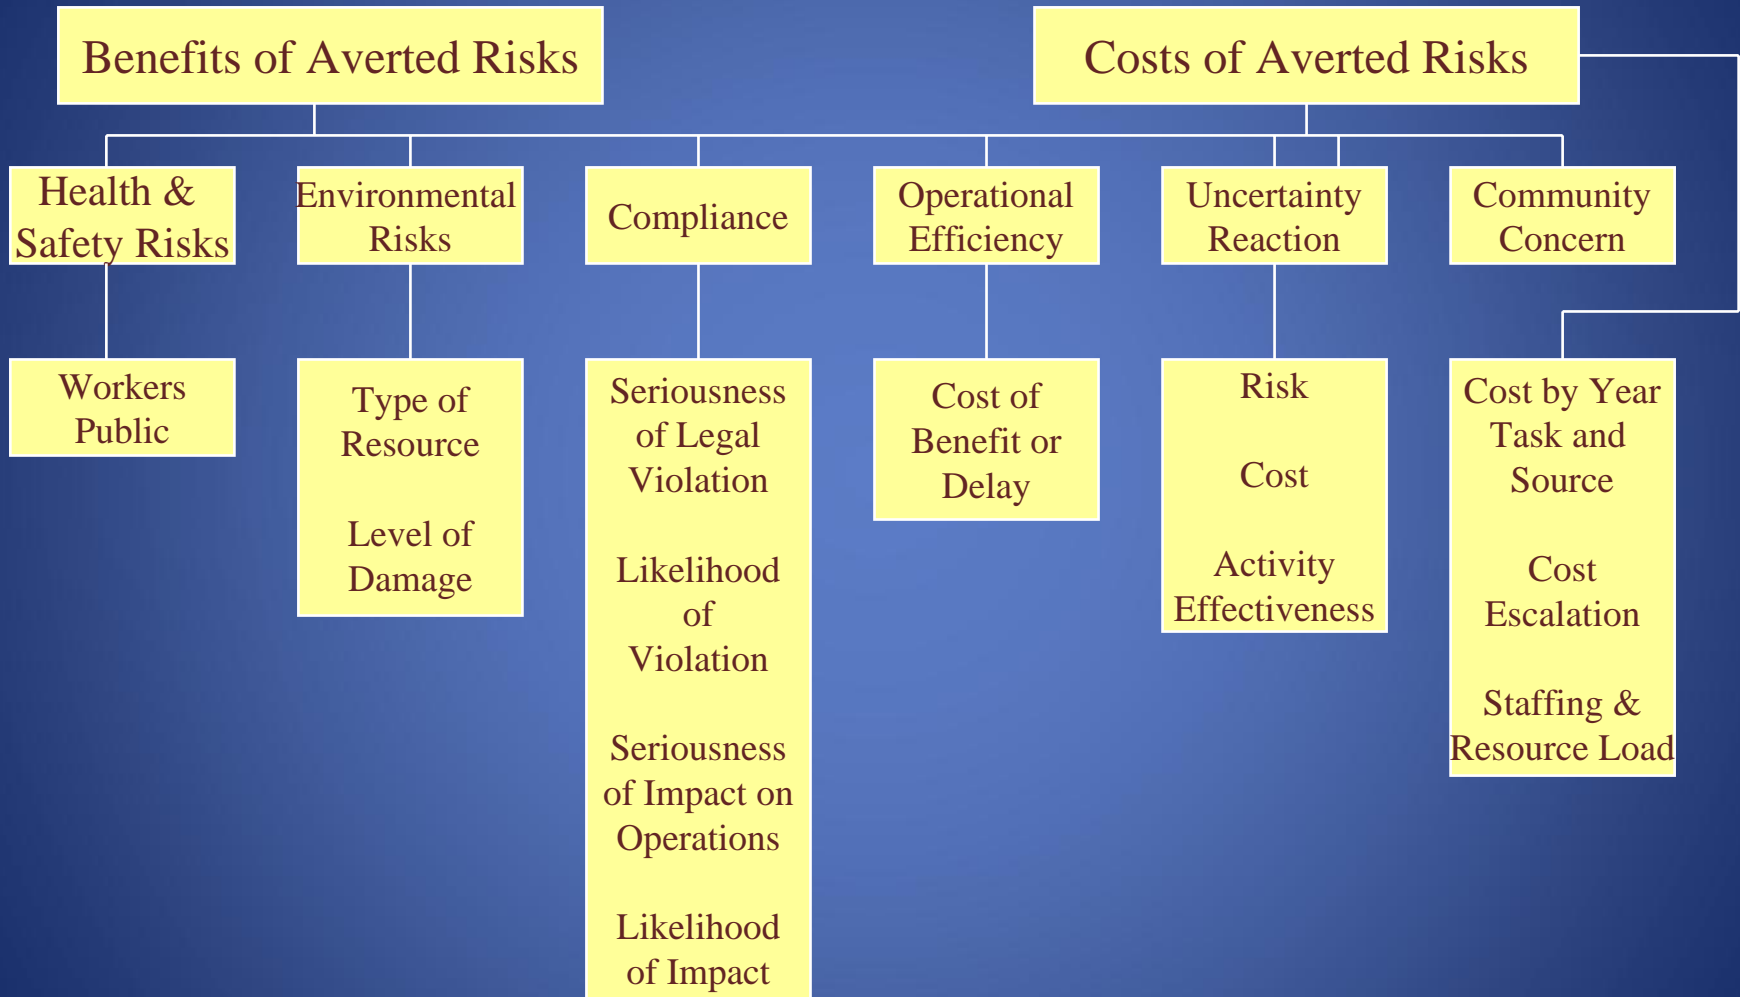 Benefits of Averted Risks
Costs of Averted Risks
Health &
Safety Risks
Environmental
Risks
Compliance
Operational
Efficiency
Uncertainty
Reaction
Community
Concern
Workers
Public
Type of
Resource
Level of
Damage
Seriousness
of Legal
Violation
Likelihood
of
Violation
Seriousness
of Impact on
Operations
Likelihood
of Impact
Cost of
Benefit or
Delay
Risk
Cost
Activity
Effectiveness
Cost by Year
Task and
Source
Cost
Escalation
Staffing &
Resource Load